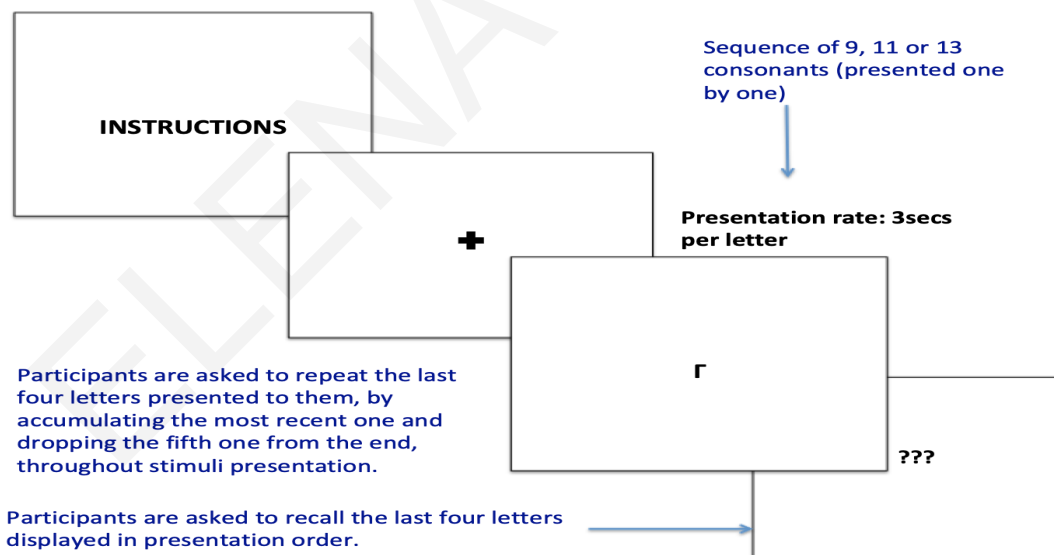 Sequence of 9, 11 or 13
consonants (presented one
by one)
INSTRUCTIONS
Presentation rate: 3secs
per letter
Γ
Participants are asked to repeat the last
four letters presented to them, by
accumulating the most recent one and
dropping the fifth one from the end,
throughout stimuli presentation.
???
Participants are asked to recall the last four letters
displayed in presentation order.
ELENA